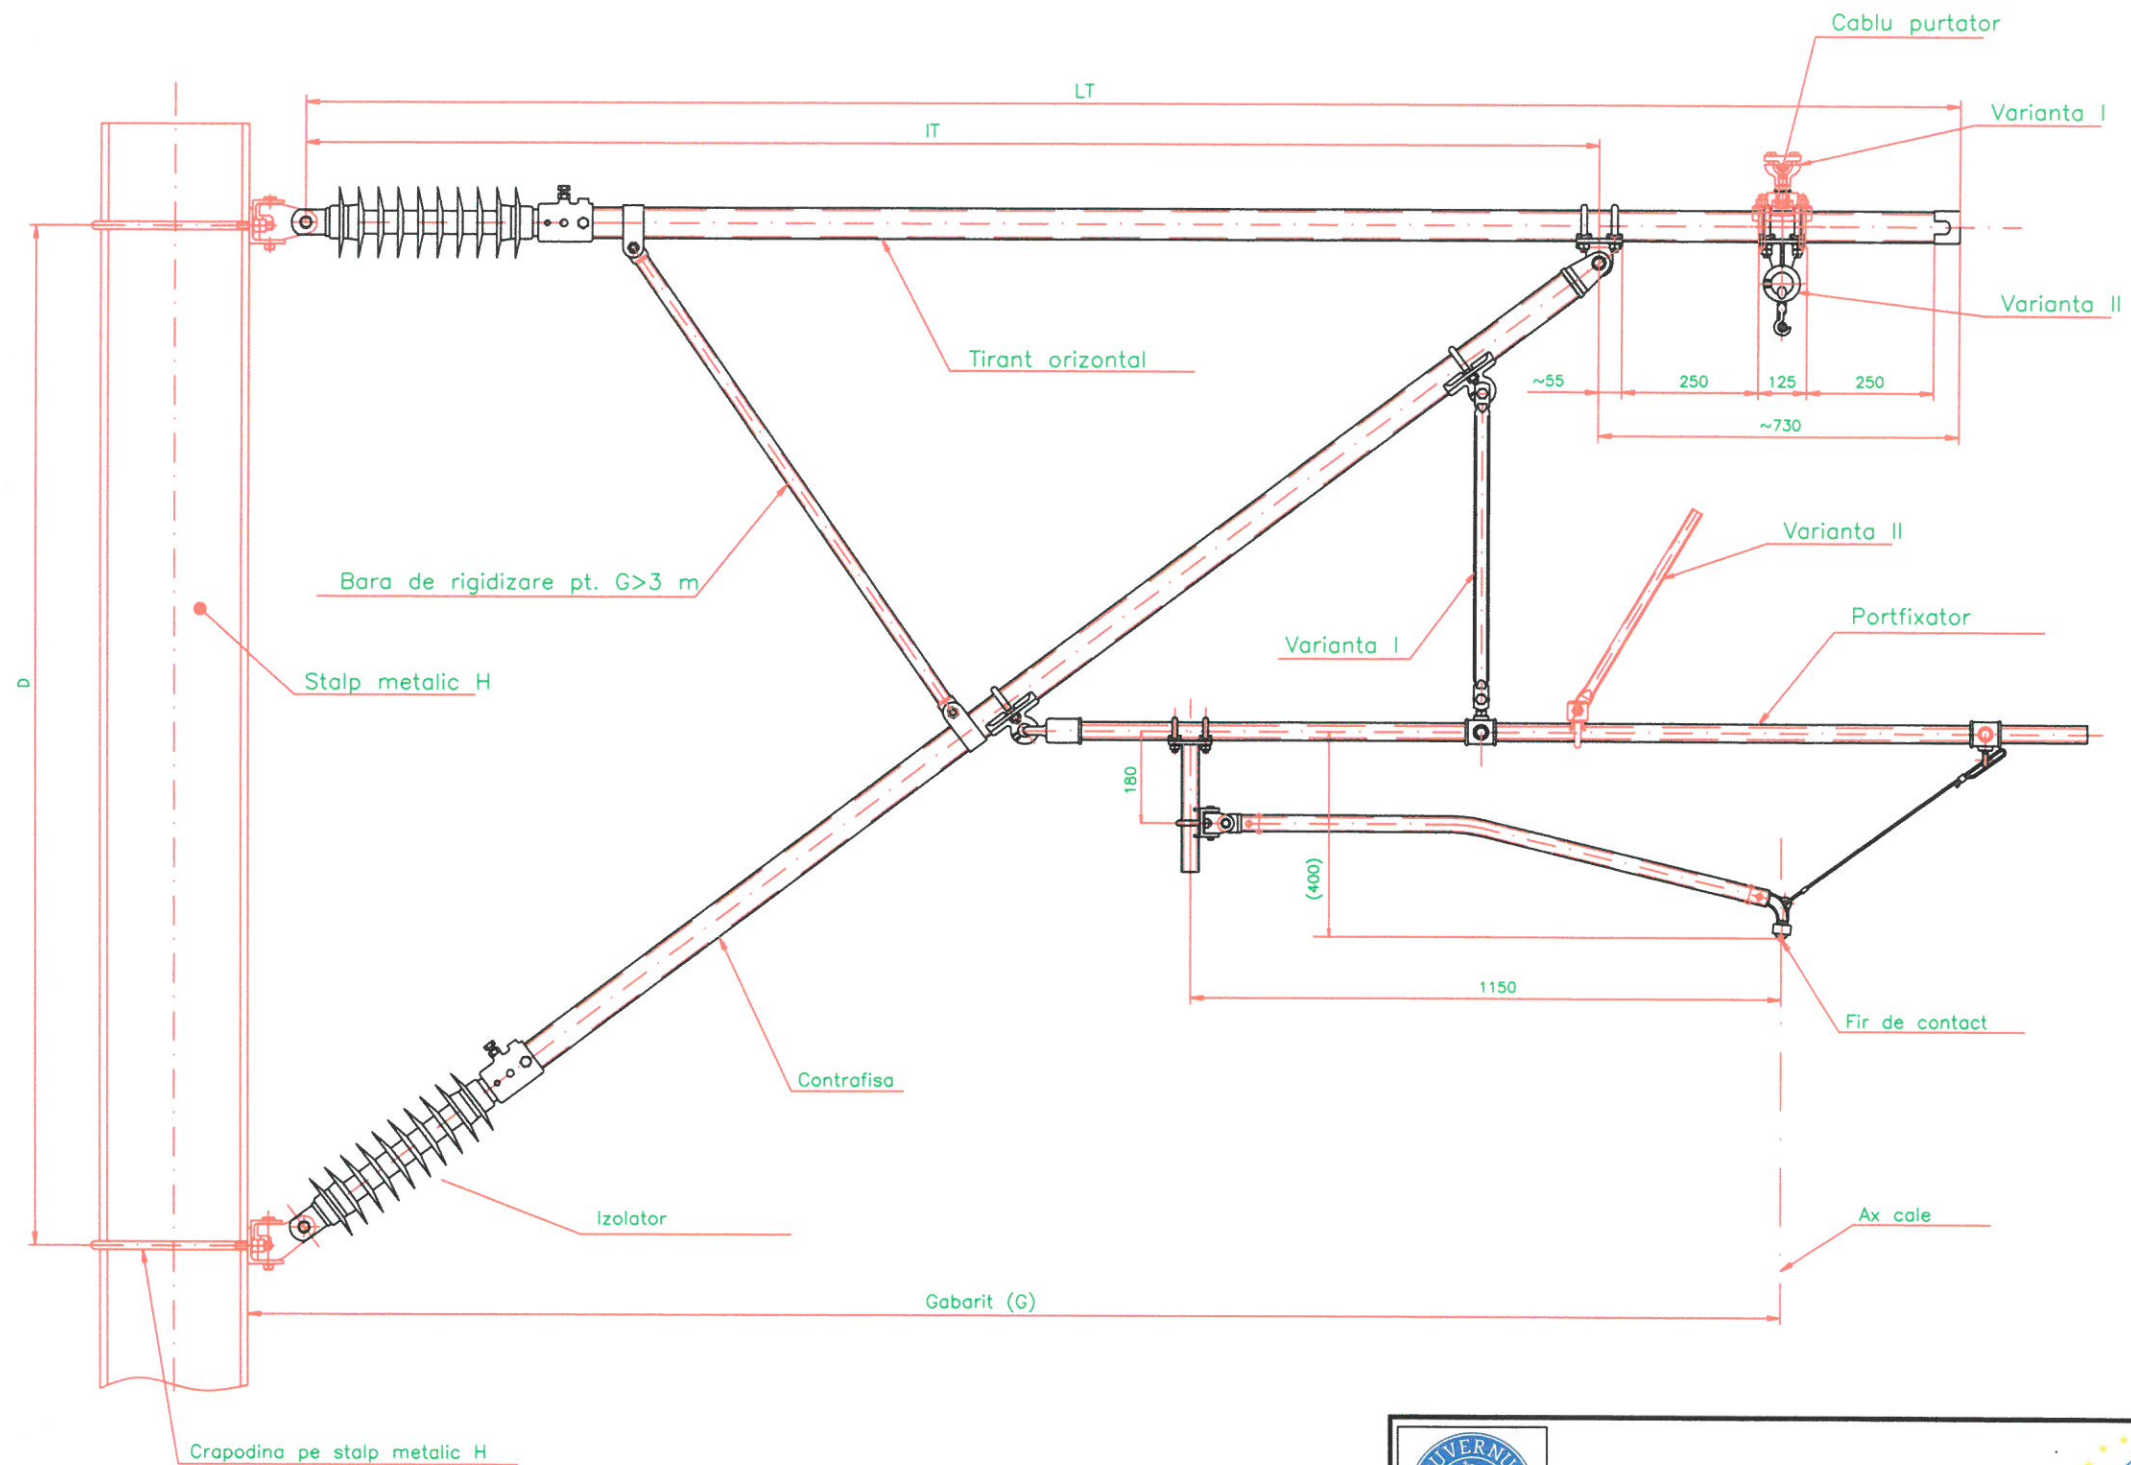 Cablu purtator
LT
Varianta I
IT
Varianta II
Tirant orizontal
~55
250
125
250
~730
Varianta II
Bara de rigidizare pt. G>3 m
Portfixator
Varianta I
Stalp metalic H
D
180
(400)
1150
Fir de contact
Contrafisa
Izolator
Ax cale
Gabarit (G)
Crapodina pe stalp metalic H
UVERNU